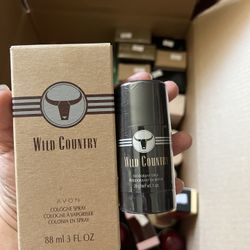 WILD COUNTRY
AVON
COLOGNE SPRAY
COLOGNE À VAPORISER
COLONIA EN SPRAY
88 ml 3 FL OZ
WILD COUNTRY